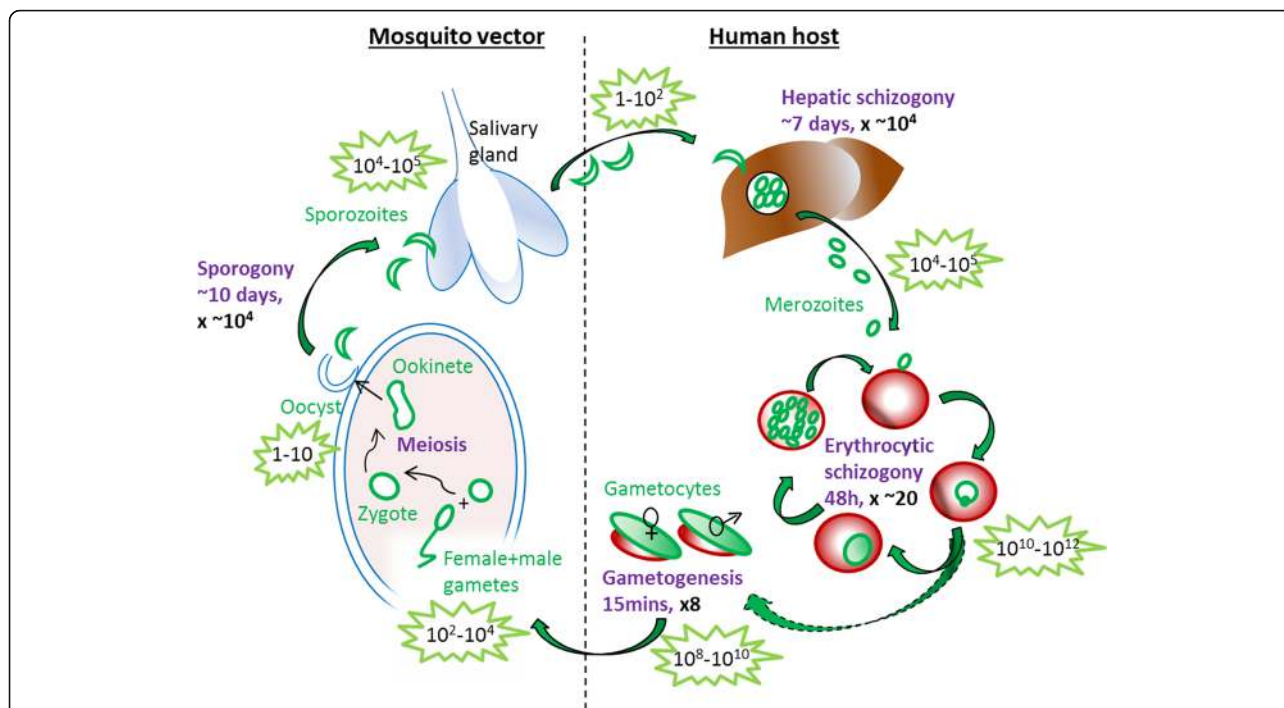 Mosquito vector
Human host
1-10²
Hepatic schizogony
~7 days, x ~10⁴
Salivary
gland
10⁴-10⁵
Sporozoites
Sporogony
~10 days,
x ~10⁴
10⁴-10⁵
Merozoites
Ookinete
Oocyst
1-10
Meiosis
Zygote
+
Female+male
gametes
10²-10⁴
Erythrocytic
schizogony
48h, x ~20
Gametocytes
Gametogenesis
15mins, x8
10¹⁰-10¹²
10⁸-10¹⁰